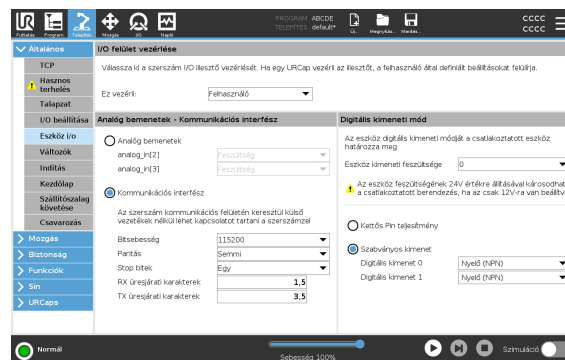 Futtatás
Program
Telepítés
Mozgás
I/O
Napló
PROGRAM ABCDE
TELEPÍTÉS default*
Új...
Megnyitás...
Mentés...
CCCC
CCCC
Általános
TCP
Hasznos
terhelés
Talapzat
I/O beállítása
Eszköz i/o
Változók
Indítás
Kezdőlap
Szállítószalag
követése
Csavarozás
Mozgás
Biztonság
Funkciók
Sín
URCaps
I/O felület vezérlése
Válassza ki a szerszám I/O illesztő vezérlését. Ha egy URCap vezérli az illesztőt, a felhasználó által definiált beállításokat felülírja.
Ez vezérli:
Felhasználó
Analóg bemenetek - Kommunikációs interfész
Analóg bemenetek
analog_in[2]
Feszültség
analog_in[3]
Feszültség
Kommunikációs interfész
Az szerszám kommunikációs felületén keresztül külső
vezetékek nélkül lehet kapcsolatot tartani a szerszámmal
Bitsebesség
115200
Paritás
Semmi
Stop bitek
Egy
RX üresjárati karakterek
1,5
TX üresjárati karakterek
3,5
Digitális kimeneti mód
Az eszköz digitális kimeneti módját a csatlakoztatott eszköz
határozza meg
Eszköz kimeneti feszültsége
0
Az eszköz feszültségének 24V értékre állításával károsodhat
a csatlakoztatott berendezés, ha az csak 12V-ra van beállítv
Kettős Pin teljesítmény
Szabványos kimenet
Digitális kimenet 0
Nyelő (NPN)
Digitális kimenet 1
Nyelő (NPN)
Normál
Sebesség 100%
Szimuláció